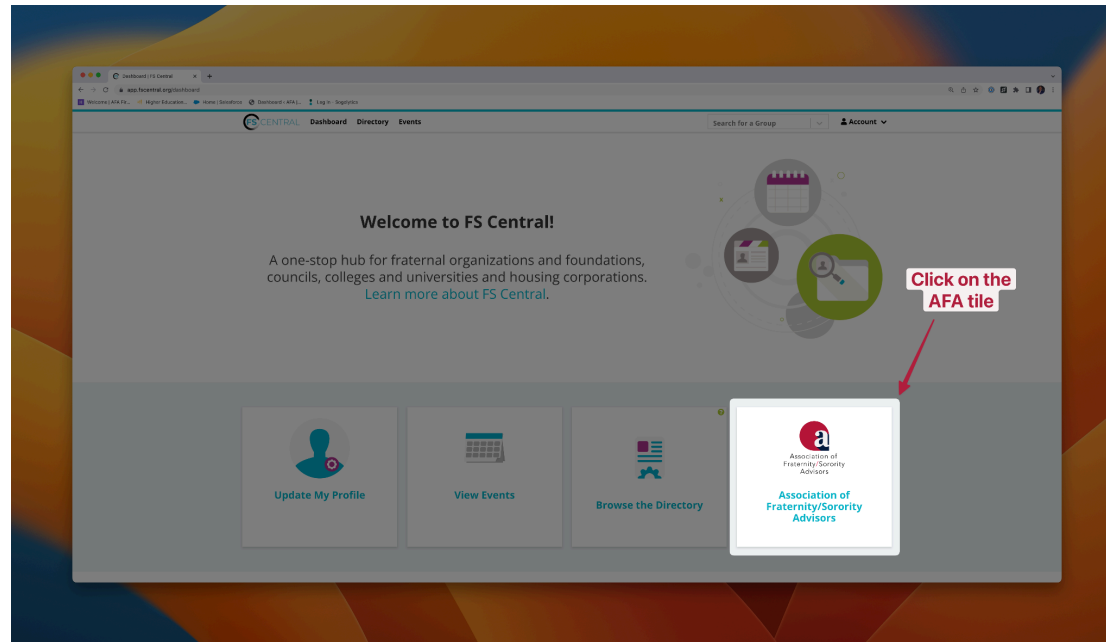 Dashboard | FS Central
app.fscentral.org/dashboard
Welcome | AFA Fe... Higher Education... Home | Salesforce Dashboard ‹ AFA |... Log In · Engalytics
FS CENTRAL Dashboard Directory Events Search for a Group Account
Welcome to FS Central!
A one-stop hub for fraternal organizations and foundations,
councils, colleges and universities and housing corporations.
Learn more about FS Central.
Click on the
AFA tile
a
Association of
Fraternity/Sorority
Advisors
Update My Profile
View Events
Browse the Directory
Association of
Fraternity/Sorority
Advisors